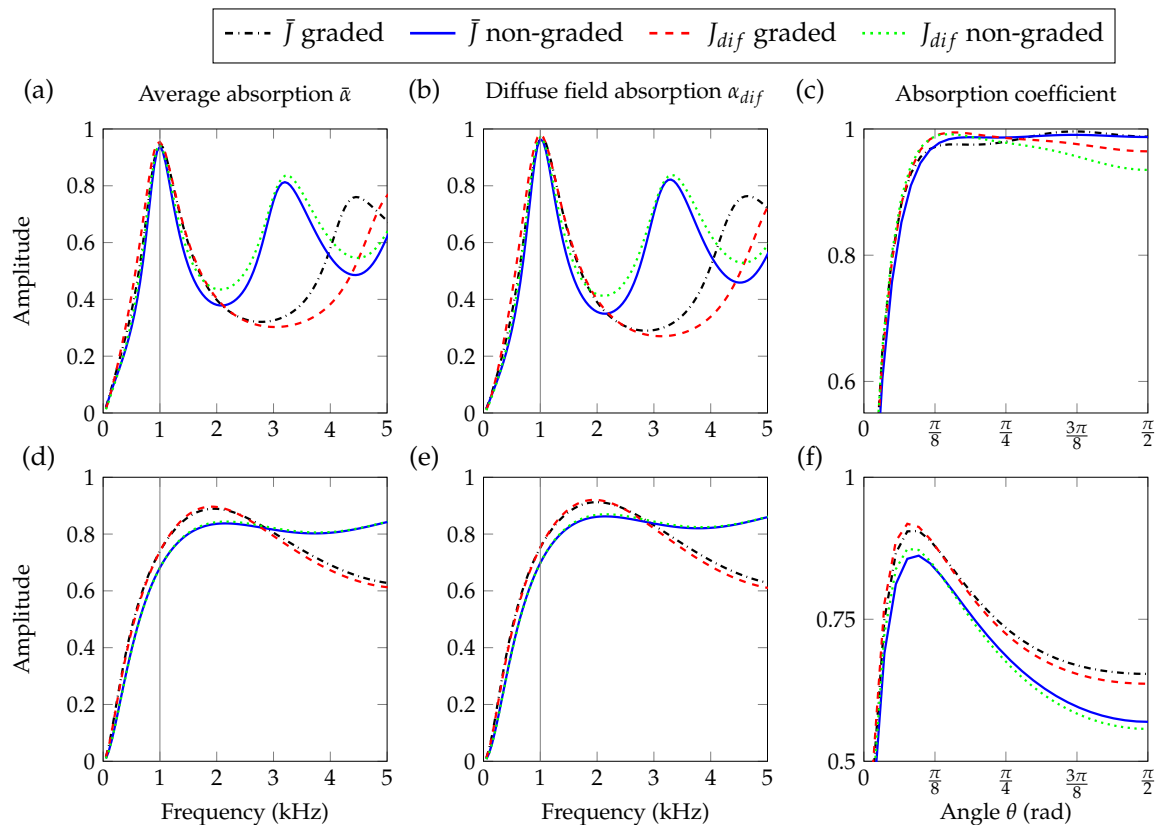 J̄ graded J̄ non-graded J_dif graded J_dif non-graded
(a) Average absorption ᾱ
(b) Diffuse field absorption α_dif
(c) Absorption coefficient
Amplitude
1
0.8
0.6
0.4
0.2
0
0 1 2 3 4 5
1
0.8
0.6
0.4
0.2
0
0 1 2 3 4 5
1
0.8
0.6
0 π/8 π/4 3π/8 π/2
(d)
(e)
(f)
Amplitude
1
0.8
0.6
0.4
0.2
0
0 1 2 3 4 5
Frequency (kHz)
1
0.8
0.6
0.4
0.2
0
0 1 2 3 4 5
Frequency (kHz)
1
0.75
0.5
0 π/8 π/4 3π/8 π/2
Angle θ (rad)